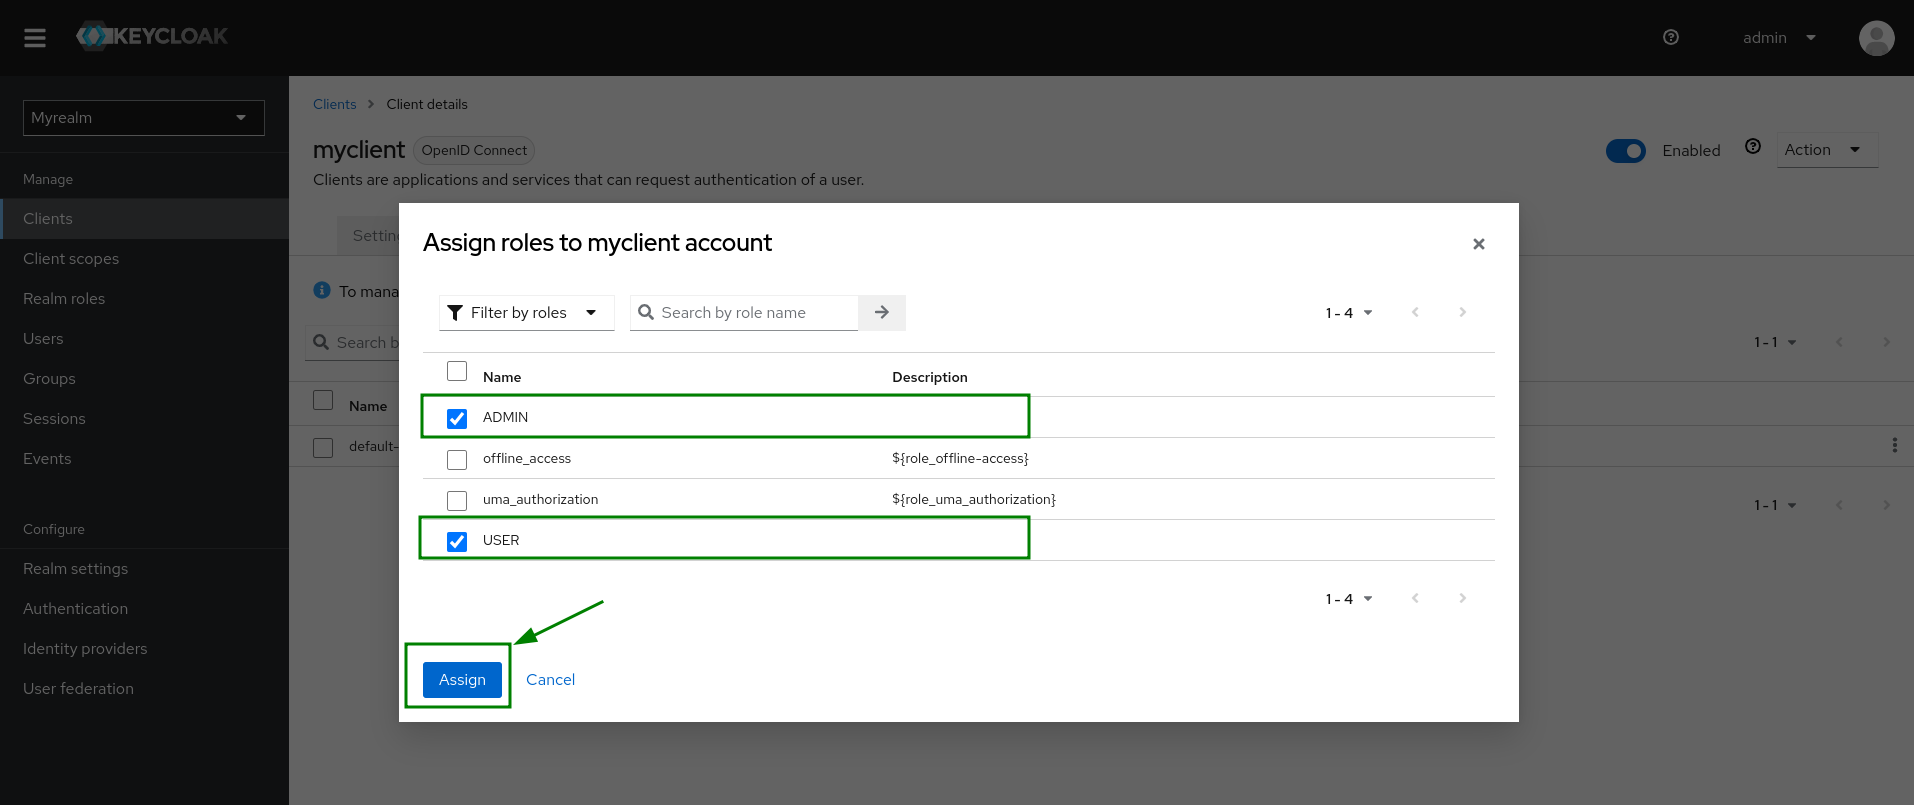 KEYCLOAK
admin
Myrealm
Manage
Clients
Client scopes
Realm roles
Users
Groups
Sessions
Events
Configure
Realm settings
Authentication
Identity providers
User federation
Clients > Client details
myclient OpenID Connect
Enabled Action
Clients are applications and services that can request authentication of a user.
To mana
1 - 1
Name
default-
1 - 1
Assign roles to myclient account
Filter by roles Search by role name 1 - 4
Name Description
ADMIN
offline_access ${role_offline-access}
uma_authorization ${role_uma_authorization}
USER
1 - 4
Assign Cancel